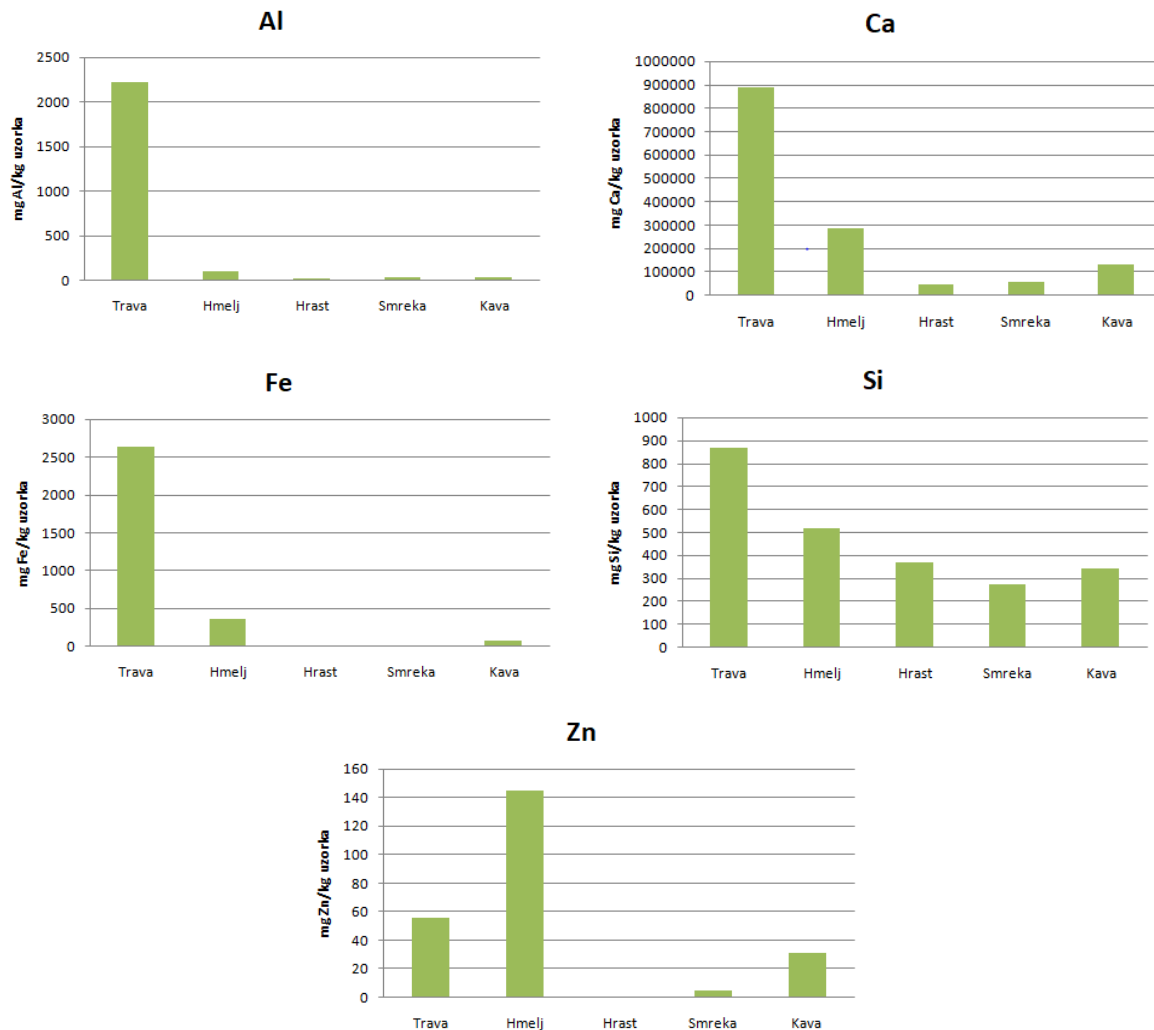 Al
mg Al/kg uzorka
2500
2000
1500
1000
500
0
Trava Hmelj Hrast Smreka Kava
Ca
mg Ca/kg uzorka
1000000
900000
800000
700000
600000
500000
400000
300000
200000
100000
0
Trava Hmelj Hrast Smreka Kava
Fe
mg Fe/kg uzorka
3000
2500
2000
1500
1000
500
0
Trava Hmelj Hrast Smreka Kava
Si
mg Si/kg uzorka
1000
900
800
700
600
500
400
300
200
100
0
Trava Hmelj Hrast Smreka Kava
Zn
mg Zn/kg uzorka
160
140
120
100
80
60
40
20
0
Trava Hmelj Hrast Smreka Kava